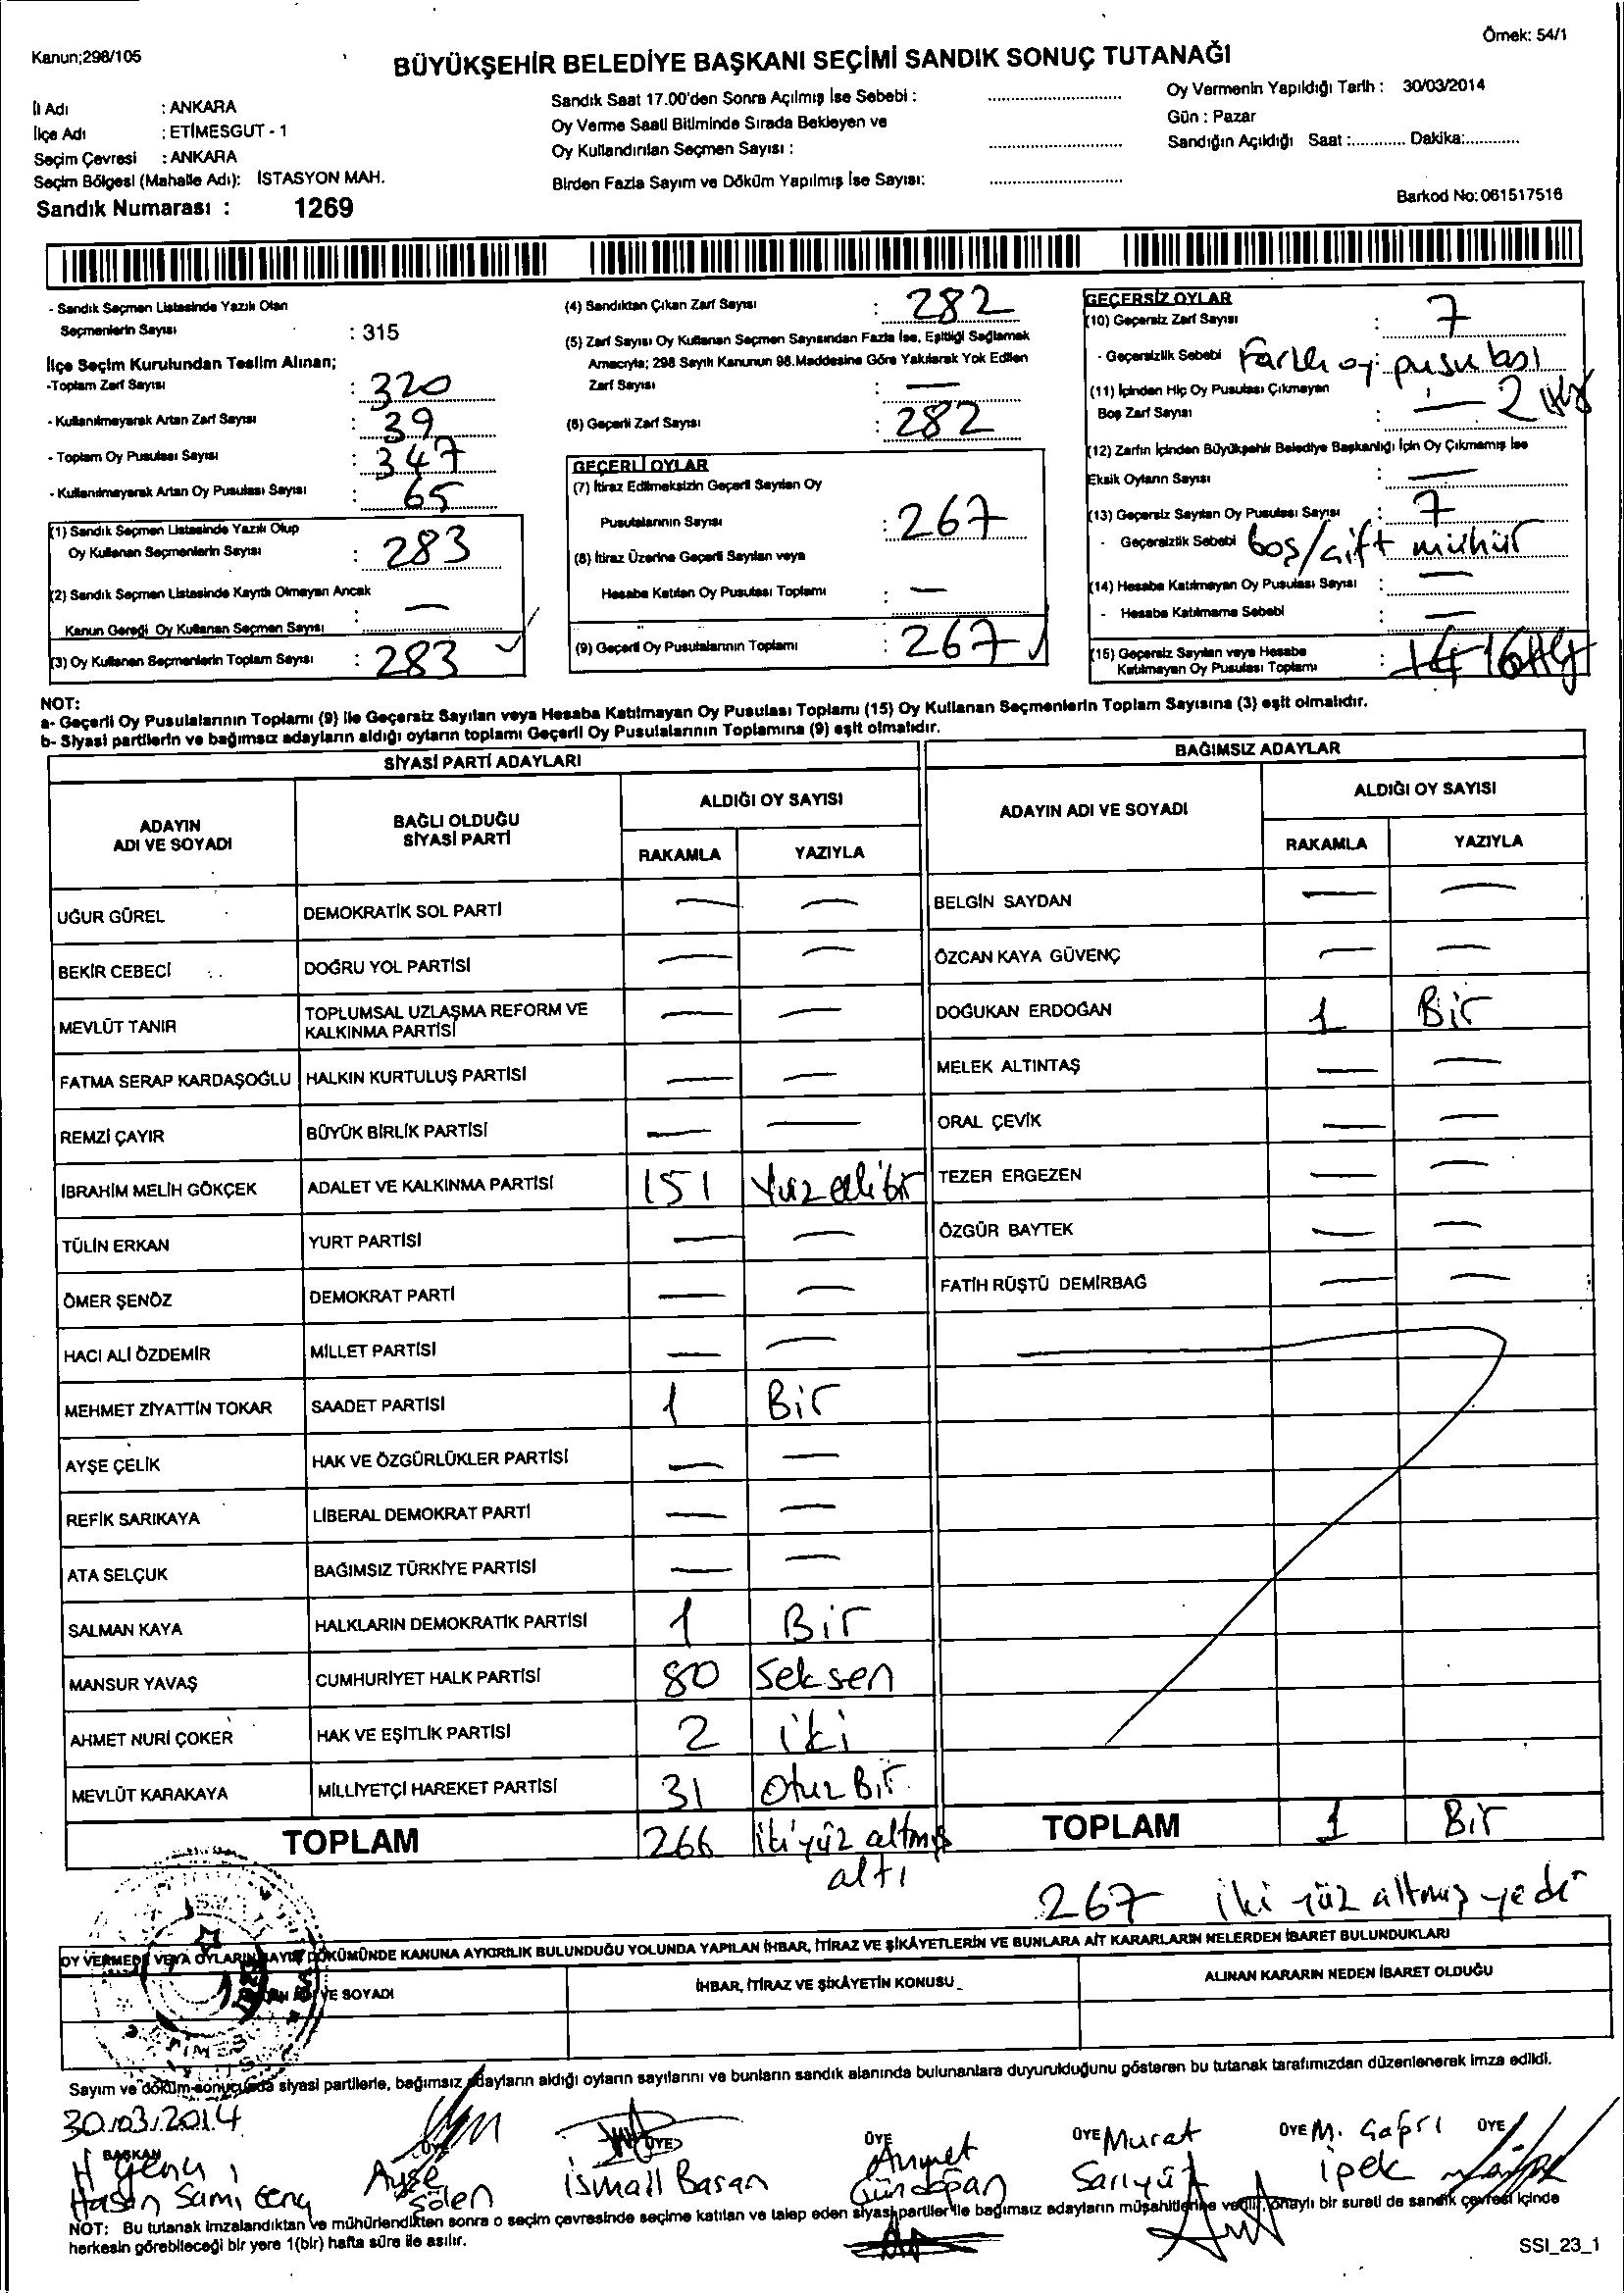 Örnek: 54/1
Kanun;298/105
BÜYÜKŞEHİR BELEDİYE BAŞKANI SEÇİMİ SANDIK SONUÇ TUTANAĞI
İl Adı : ANKARA
İlçe Adı : ETİMESGUT - 1
Seçim Çevresi : ANKARA
Seçim Bölgesi (Mahalle Adı): İSTASYON MAH.
Sandık Numarası : 1269
Sandık Saat 17.00'den Sonra Açılmış İse Sebebi :
Oy Verme Saati Bitiminde Sırada Bekleyen ve
Oy Kullandırılan Seçmen Sayısı :
Birden Fazla Sayım ve Döküm Yapılmış İse Sayısı:
Oy Vermenin Yapıldığı Tarih : 30/03/2014
Gün : Pazar
Sandığın Açıldığı Saat :............ Dakika:............
Barkod No: 061517516
- Sandık Seçmen Listesinde Yazılı Olan
Seçmenlerin Sayısı : 315
İlçe Seçim Kurulundan Teslim Alınan;
-Toplam Zarf Sayısı : 320
- Kullanılmayarak Artan Zarf Sayısı : 39
- Toplam Oy Pusulası Sayısı : 347
- Kullanılmayarak Artan Oy Pusulası Sayısı : 65
(1) Sandık Seçmen Listesinde Yazılı Olup
Oy Kullanan Seçmenlerin Sayısı : 283
(2) Sandık Seçmen Listesinde Kayıtlı Olmayan Ancak
Kanun Gereği Oy Kullanan Seçmen Sayısı : —
(3) Oy Kullanan Seçmenlerin Toplam Sayısı : 283
(4) Sandıktan Çıkan Zarf Sayısı : 282
(5) Zarf Sayısı Oy Kullanan Seçmen Sayısından Fazla İse, Eşitliği Sağlamak
Amacıyla; 298 Sayılı Kanunun 98.Maddesine Göre Yakılarak Yok Edilen
Zarf Sayısı : —
(6) Geçerli Zarf Sayısı : 282
GEÇERLİ OYLAR
(7) İtiraz Edilmeksizin Geçerli Sayılan Oy
Pusulalarının Sayısı : 267
(8) İtiraz Üzerine Geçerli Sayılan veya
Hesaba Katılan Oy Pusulası Toplamı : —
(9) Geçerli Oy Pusulalarının Toplamı : 267
GEÇERSİZ OYLAR
(10) Geçersiz Zarf Sayısı : 7
- Geçersizlik Sebebi : Farklı oy pusulası
(11) İçinden Hiç Oy Pusulası Çıkmayan
Boş Zarf Sayısı : — 2
(12) Zarfın İçinden Büyükşehir Belediye Başkanlığı İçin Oy Çıkmamış İse
Eksik Oyların Sayısı : —
(13) Geçersiz Sayılan Oy Pusulası Sayısı : 7
- Geçersizlik Sebebi boş/çift mühür
(14) Hesaba Katılmayan Oy Pusulası Sayısı : —
- Hesaba Katılmama Sebebi : —
(15) Geçersiz Sayılan veya Hesaba
Katılmayan Oy Pusulası Toplamı : 14 16
NOT:
a- Geçerli Oy Pusulalarının Toplamı (9) ile Geçersiz Sayılan veya Hesaba Katılmayan Oy Pusulası Toplamı (15) Oy Kullanan Seçmenlerin Toplam Sayısına (3) eşit olmalıdır.
b- Siyasi partilerin ve bağımsız adayların aldığı oyların toplamı Geçerli Oy Pusulalarının Toplamına (9) eşit olmalıdır.
SİYASİ PARTİ ADAYLARI
ADAYIN ADI VE SOYADI
BAĞLI OLDUĞU SİYASİ PARTİ
ALDIĞI OY SAYISI
RAKAMLA YAZIYLA
UĞUR GÜREL DEMOKRATİK SOL PARTİ — —
BEKİR CEBECİ DOĞRU YOL PARTİSİ — —
MEVLÜT TANIR TOPLUMSAL UZLAŞMA REFORM VE KALKINMA PARTİSİ — —
FATMA SERAP KARDAŞOĞLU HALKIN KURTULUŞ PARTİSİ — —
REMZİ ÇAYIR BÜYÜK BİRLİK PARTİSİ — —
İBRAHİM MELİH GÖKÇEK ADALET VE KALKINMA PARTİSİ 151 Yüzellibir
TÜLİN ERKAN YURT PARTİSİ — —
ÖMER ŞENÖZ DEMOKRAT PARTİ — —
HACI ALİ ÖZDEMİR MİLLET PARTİSİ — —
MEHMET ZİYATTİN TOKAR SAADET PARTİSİ 1 Bir
AYŞE ÇELİK HAK VE ÖZGÜRLÜKLER PARTİSİ — —
REFİK SARIKAYA LİBERAL DEMOKRAT PARTİ — —
ATA SELÇUK BAĞIMSIZ TÜRKİYE PARTİSİ — —
SALMAN KAYA HALKLARIN DEMOKRATİK PARTİSİ 1 Bir
MANSUR YAVAŞ CUMHURİYET HALK PARTİSİ 80 Seksen
AHMET NURİ ÇOKER HAK VE EŞİTLİK PARTİSİ 2 iki
MEVLÜT KARAKAYA MİLLİYETÇİ HAREKET PARTİSİ 31 Otuz Bir
TOPLAM 266 iki yüz altmış
altı
BAĞIMSIZ ADAYLAR
ADAYIN ADI VE SOYADI
ALDIĞI OY SAYISI
RAKAMLA YAZIYLA
BELGİN SAYDAN — —
ÖZCAN KAYA GÜVENÇ — —
DOĞUKAN ERDOĞAN 1 Bir
MELEK ALTINTAŞ — —
ORAL ÇEVİK — —
TEZER ERGEZEN — —
ÖZGÜR BAYTEK — —
FATİH RÜŞTÜ DEMİRBAĞ — —
TOPLAM 1 Bir
267 iki yüz altmış yedi
OY VERMEDE VEYA OYLARIN SAYIM DÖKÜMÜNDE KANUNA AYKIRILIK BULUNDUĞU YOLUNDA YAPILAN İHBAR, İTİRAZ VE ŞİKÂYETLERİN VE BUNLARA AİT KARARLARIN NELERDEN İBARET BULUNDUKLARI
VE SOYADI
İHBAR, İTİRAZ VE ŞİKÂYETİN KONUSU
ALINAN KARARIN NEDEN İBARET OLDUĞU
Sayım ve döküm sonucunda siyasi partilerle, bağımsız adayların aldığı oyların sayılarını ve bunların sandık alanında bulunanlara duyurulduğunu gösteren bu tutanak tarafımızdan düzenlenerek imza edildi.
30.03.2014
BAŞKAN ÜYE ÜYE ÜYE ÜYE ÜYE ÜYE
Hasan Sami Genç
Ayşe Şölen
İsmail Basan
Ahmet Gündoğan
Murat Sarıyüz
M. Gafri ipek
NOT: Bu tutanak imzalandıktan ve mühürlendikten sonra o seçim çevresinde seçime katılan ve talep eden siyasi partiler ile bağımsız adayların müşahitlerine verilir, onaylı bir sureti de sandık çevresi içinde
herkesin görebileceği bir yere 1(bir) hafta süre ile asılır.
SSI_23_1